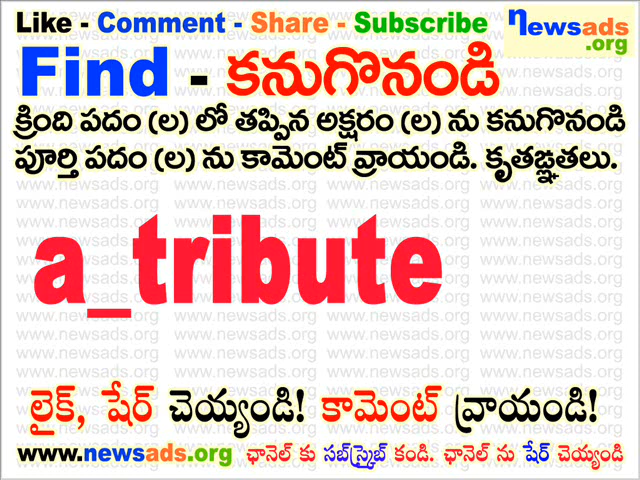 Like - Comment - Share - Subscribe
newsads
.org
Find - కనుగొనండి
క్రింది పదం (ల) లో తప్పిన అక్షరం (ల) ను కనుగొనండి
పూర్తి పదం (ల) ను కామెంట్ వ్రాయండి. కృతఙ్ఞతలు.
a_tribute
లైక్, షేర్ చెయ్యండి! కామెంట్ వ్రాయండి!
www.newsads.org ఛానెల్ కు సబ్‌స్క్రైబ్ కండి. ఛానెల్ ను షేర్ చెయ్యండి